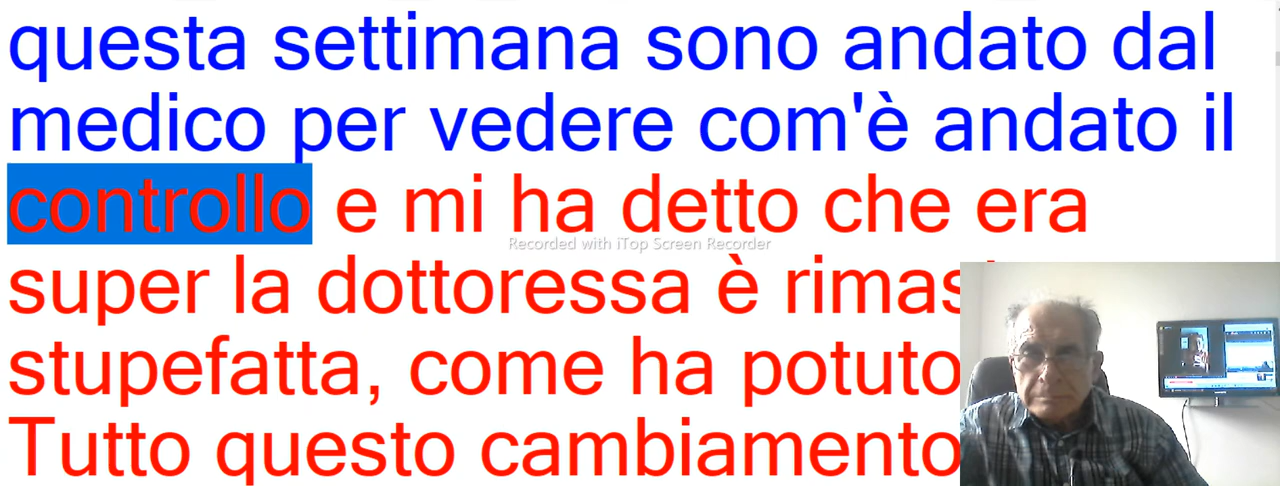 questa settimana sono andato dal
medico per vedere com'è andato il
controllo e mi ha detto che era
Recorded with iTop Screen Recorder
super la dottoressa è
stupefatta, come ha potuto
Tutto questo cambiamento